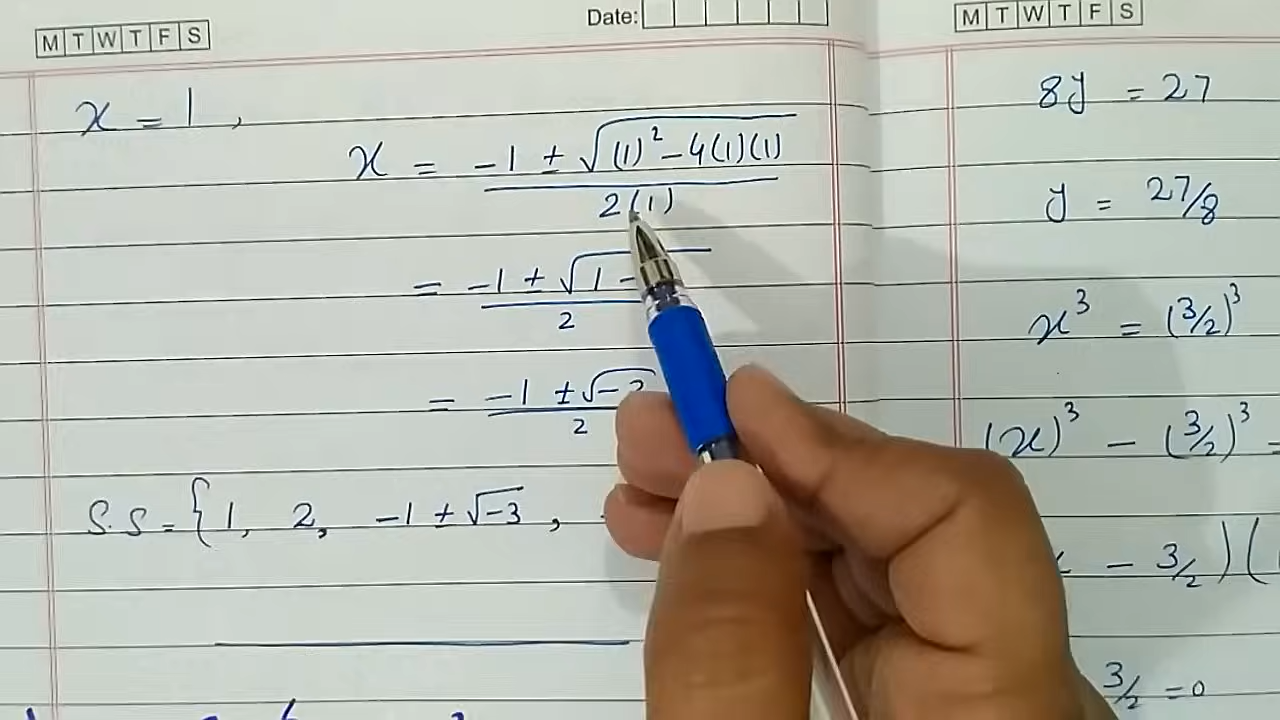 M T W T F S
Date:
x = 1 ,
x = -1 ± √(1)² - 4(1)(1)
2(1)
= -1 ± √1 -
2
= -1 ± √-3
2
S.S = { 1, 2, -1 ± √-3 ,
M T W T F S
8y = 27
y = 27/8
x³ = (3/2)³
(x)³ - (3/2)³ =
- 3/2 ) (
3/2 = 0